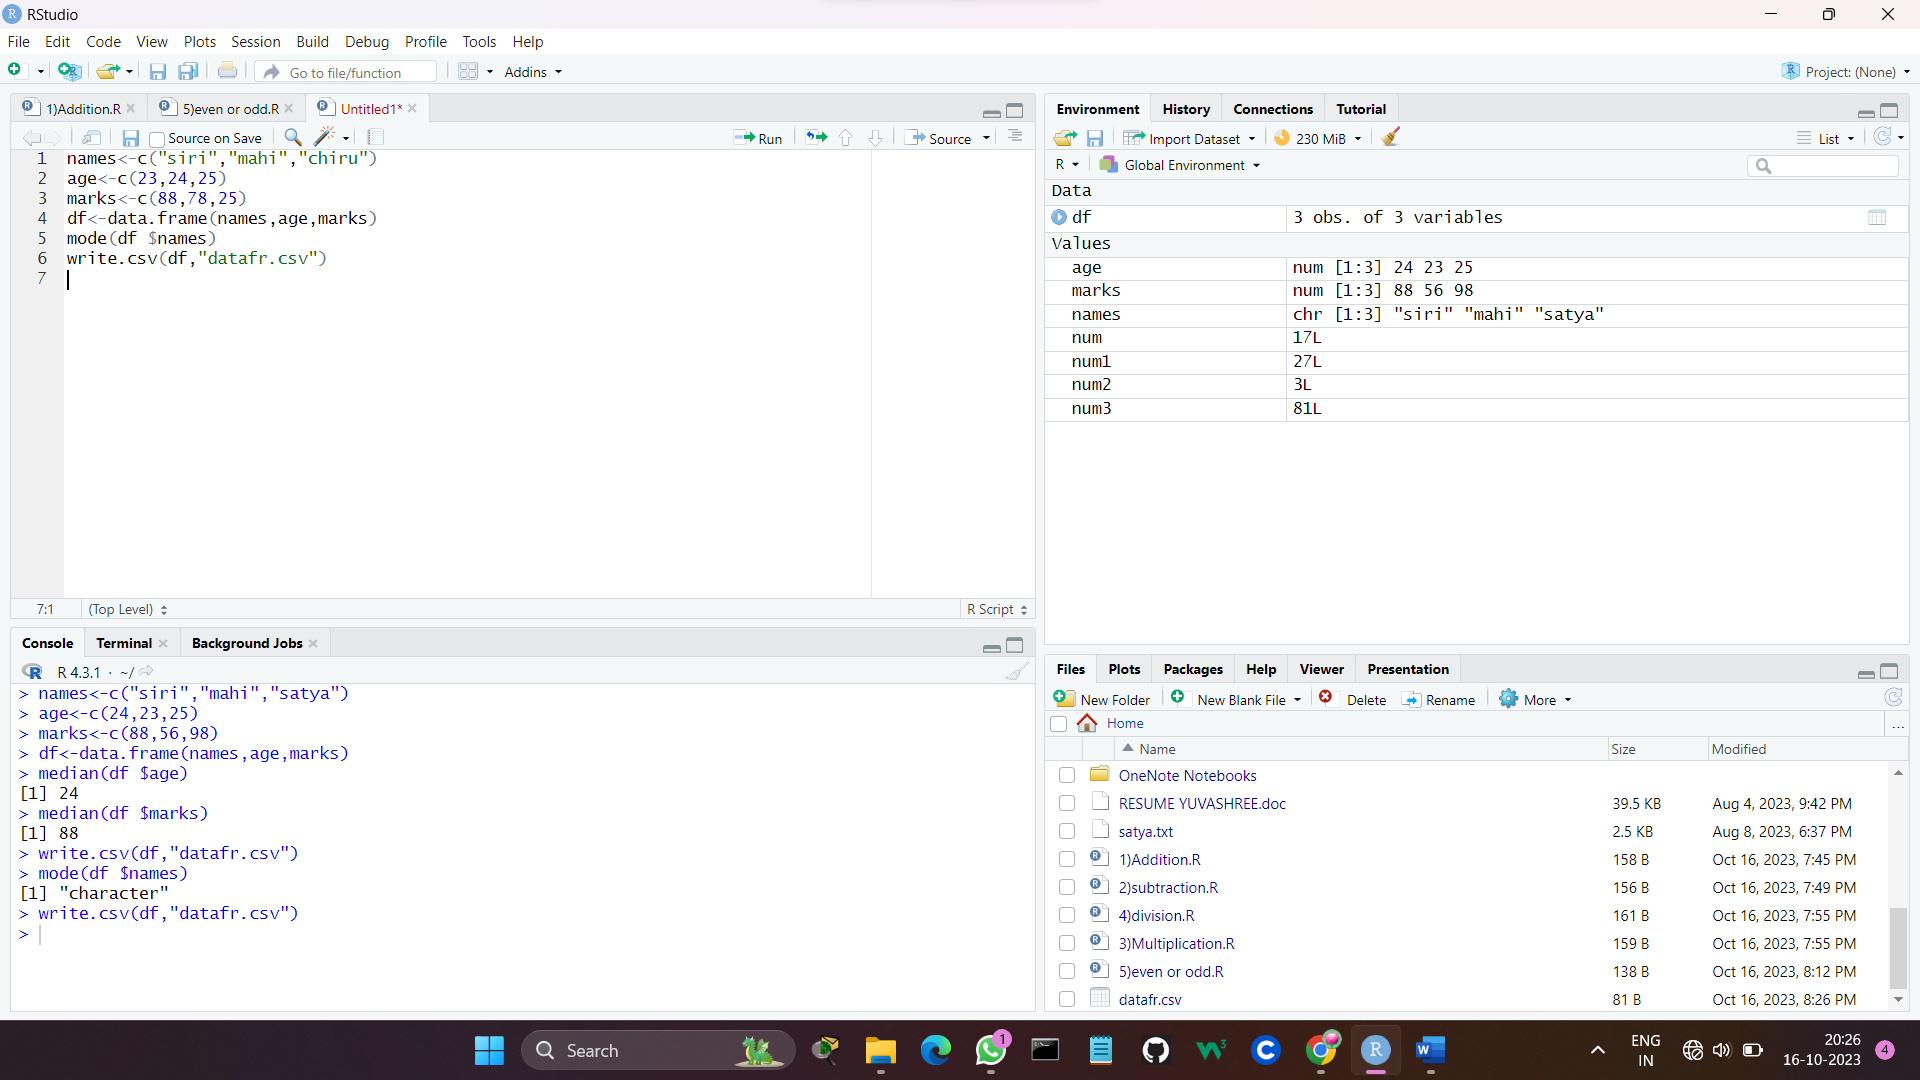 RStudio
File Edit Code View Plots Session Build Debug Profile Tools Help
Go to file/function Addins Project: (None)
1)Addition.R 5)even or odd.R Untitled1*
Source on Save Run Source
1 names<-c("siri","mahi","chiru")
2 age<-c(23,24,25)
3 marks<-c(88,78,25)
4 df<-data.frame(names,age,marks)
5 mode(df $names)
6 write.csv(df,"datafr.csv")
7
7:1 (Top Level) R Script
Console Terminal Background Jobs
R 4.3.1 · ~/
> names<-c("siri","mahi","satya")
> age<-c(24,23,25)
> marks<-c(88,56,98)
> df<-data.frame(names,age,marks)
> median(df $age)
[1] 24
> median(df $marks)
[1] 88
> write.csv(df,"datafr.csv")
> mode(df $names)
[1] "character"
> write.csv(df,"datafr.csv")
>
Environment History Connections Tutorial
Import Dataset 230 MiB List
R Global Environment
Data
df 3 obs. of 3 variables
Values
age num [1:3] 24 23 25
marks num [1:3] 88 56 98
names chr [1:3] "siri" "mahi" "satya"
num 17L
num1 27L
num2 3L
num3 81L
Files Plots Packages Help Viewer Presentation
New Folder New Blank File Delete Rename More
Home ...
Name Size Modified
OneNote Notebooks
RESUME YUVASHREE.doc 39.5 KB Aug 4, 2023, 9:42 PM
satya.txt 2.5 KB Aug 8, 2023, 6:37 PM
1)Addition.R 158 B Oct 16, 2023, 7:45 PM
2)subtraction.R 156 B Oct 16, 2023, 7:49 PM
4)division.R 161 B Oct 16, 2023, 7:55 PM
3)Multiplication.R 159 B Oct 16, 2023, 7:55 PM
5)even or odd.R 138 B Oct 16, 2023, 8:12 PM
datafr.csv 81 B Oct 16, 2023, 8:26 PM
Search 1 ENG 20:26 4
IN 16-10-2023